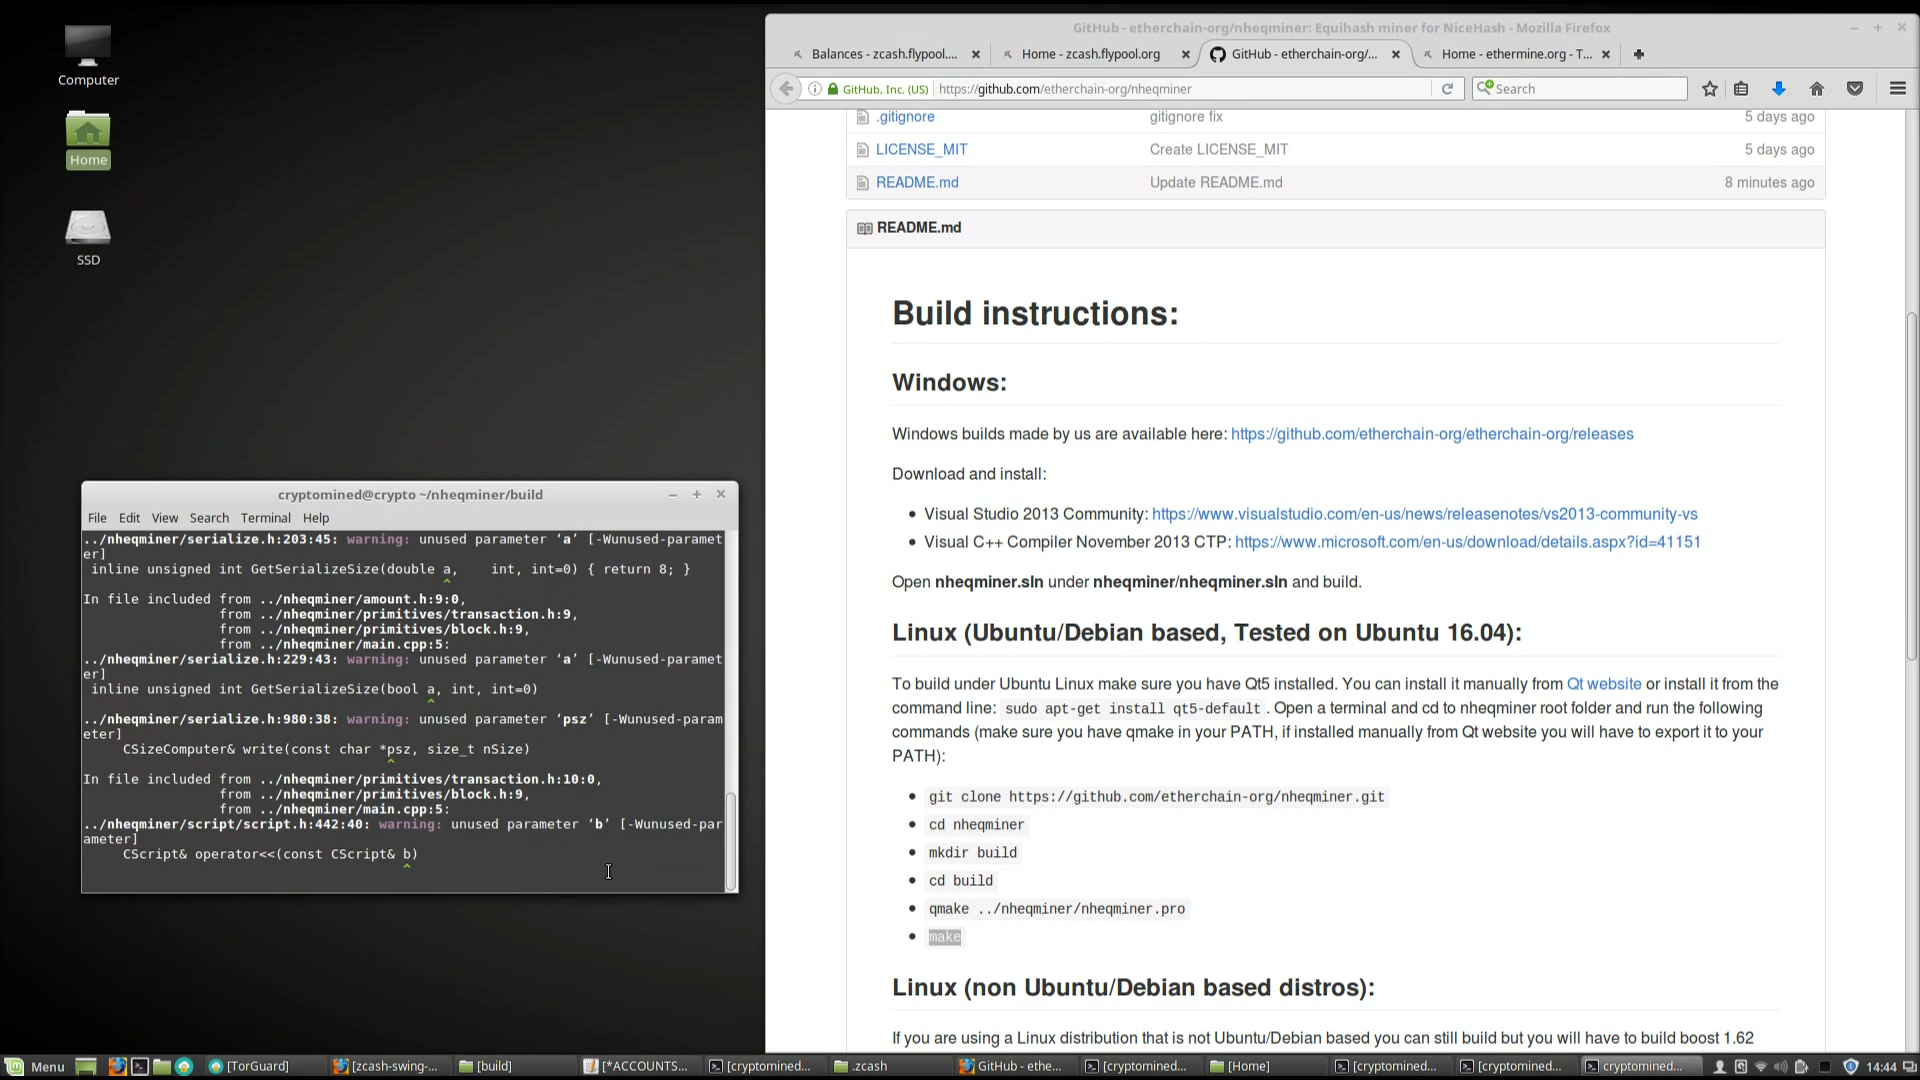 Computer
Home
SSD
GitHub - etherchain-org/nheqminer: Equihash miner for NiceHash - Mozilla Firefox
Balances - zcash.flypool....
Home - zcash.flypool.org
GitHub - etherchain-org/...
Home - ethermine.org - T...
GitHub, Inc. (US)
https://github.com/etherchain-org/nheqminer
Search
.gitignore gitignore fix 5 days ago
LICENSE_MIT Create LICENSE_MIT 5 days ago
README.md Update README.md 8 minutes ago
README.md
Build instructions:
Windows:
Windows builds made by us are available here: https://github.com/etherchain-org/etherchain-org/releases
Download and install:
• Visual Studio 2013 Community: https://www.visualstudio.com/en-us/news/releasenotes/vs2013-community-vs
• Visual C++ Compiler November 2013 CTP: https://www.microsoft.com/en-us/download/details.aspx?id=41151
Open nheqminer.sln under nheqminer/nheqminer.sln and build.
Linux (Ubuntu/Debian based, Tested on Ubuntu 16.04):
To build under Ubuntu Linux make sure you have Qt5 installed. You can install it manually from Qt website or install it from the
command line: sudo apt-get install qt5-default . Open a terminal and cd to nheqminer root folder and run the following
commands (make sure you have qmake in your PATH, if installed manually from Qt website you will have to export it to your
PATH):
• git clone https://github.com/etherchain-org/nheqminer.git
• cd nheqminer
• mkdir build
• cd build
• qmake ../nheqminer/nheqminer.pro
• make
Linux (non Ubuntu/Debian based distros):
If you are using a Linux distribution that is not Ubuntu/Debian based you can still build but you will have to build boost 1.62
cryptomined@crypto ~/nheqminer/build
File Edit View Search Terminal Help
../nheqminer/serialize.h:203:45: warning: unused parameter ‘a’ [-Wunused-paramet
er]
inline unsigned int GetSerializeSize(double a,    int, int=0) { return 8; }
^
In file included from ../nheqminer/amount.h:9:0,
from ../nheqminer/primitives/transaction.h:9,
from ../nheqminer/primitives/block.h:9,
from ../nheqminer/main.cpp:5:
../nheqminer/serialize.h:229:43: warning: unused parameter ‘a’ [-Wunused-paramet
er]
inline unsigned int GetSerializeSize(bool a, int, int=0)
^
../nheqminer/serialize.h:980:38: warning: unused parameter ‘psz’ [-Wunused-param
eter]
CSizeComputer& write(const char *psz, size_t nSize)
^
In file included from ../nheqminer/primitives/transaction.h:10:0,
from ../nheqminer/primitives/block.h:9,
from ../nheqminer/main.cpp:5:
../nheqminer/script/script.h:442:40: warning: unused parameter ‘b’ [-Wunused-par
ameter]
CScript& operator<<(const CScript& b)
^
Menu
[TorGuard]
[zcash-swing-...
[build]
[*ACCOUNTS...
[cryptomined...
.zcash
GitHub - ethe...
[cryptomined...
[Home]
[cryptomined...
[cryptomined...
cryptomined...
14:44